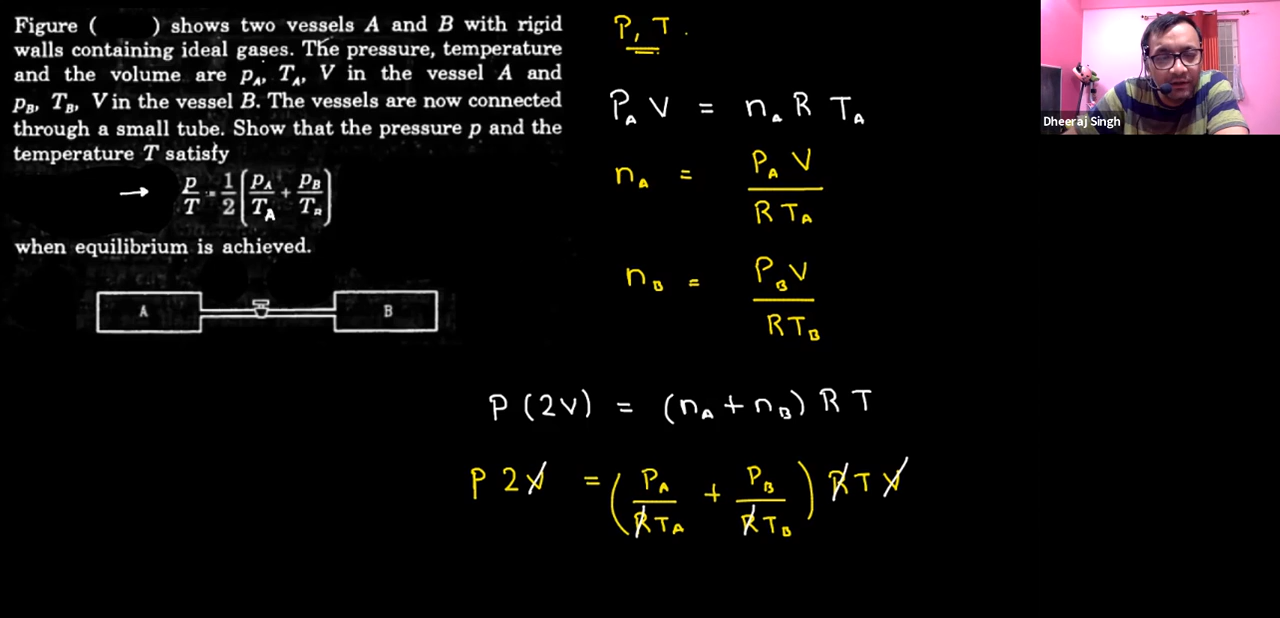 Figure ( ) shows two vessels A and B with rigid
walls containing ideal gases. The pressure, temperature
and the volume are p_A, T_A, V in the vessel A and
p_B, T_B, V in the vessel B. The vessels are now connected
through a small tube. Show that the pressure p and the
temperature T satisfy
→ p/T = 1/2 (p_A/T_A + p_B/T_B)
when equilibrium is achieved.
A B
P, T.
P_A V = n_A R T_A
n_A = P_A V / R T_A
n_B = P_B V / R T_B
P (2V) = (n_A + n_B) R T
P 2V = (P_A / R T_A + P_B / R T_B) R T V
Dheeraj Singh